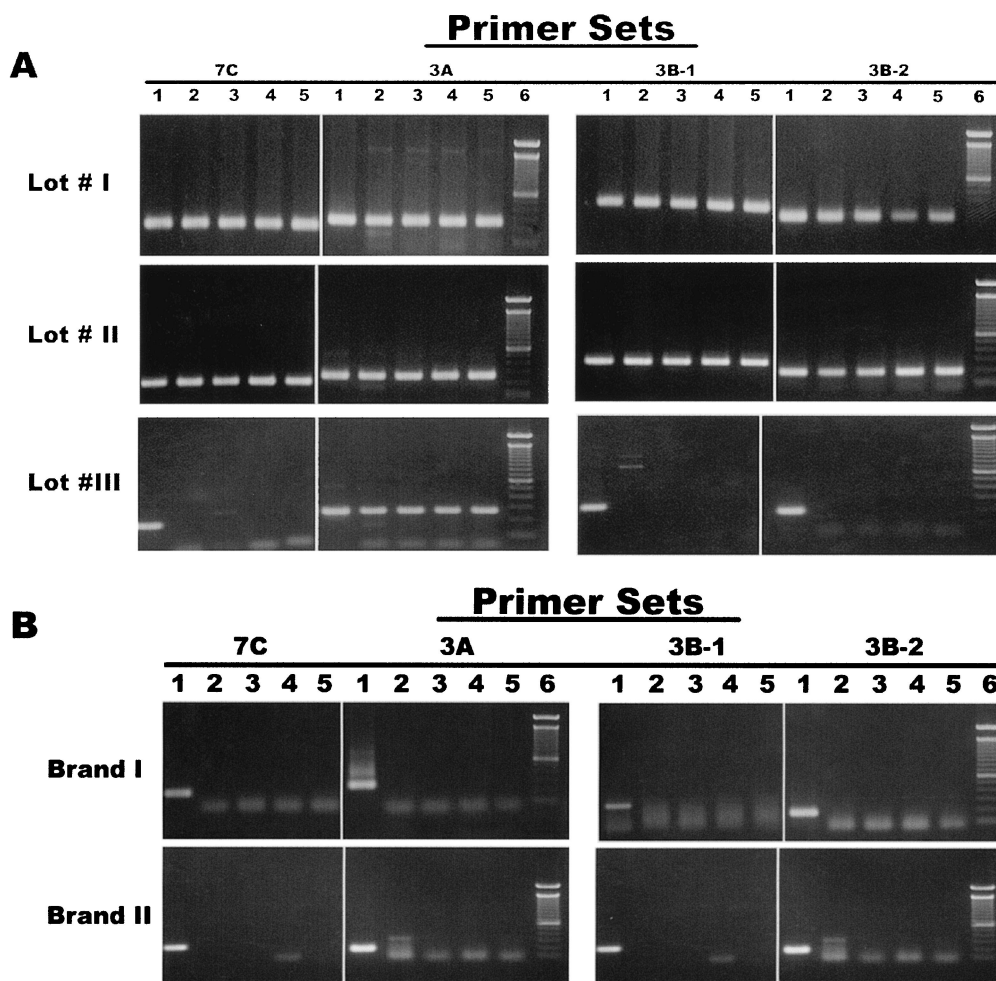 Primer Sets
A
7C 3A 3B-1 3B-2
1 2 3 4 5 1 2 3 4 5 6 1 2 3 4 5 1 2 3 4 5 6
Lot # I
Lot # II
Lot #III
Primer Sets
B
7C 3A 3B-1 3B-2
1 2 3 4 5 1 2 3 4 5 6 1 2 3 4 5 1 2 3 4 5 6
Brand I
Brand II